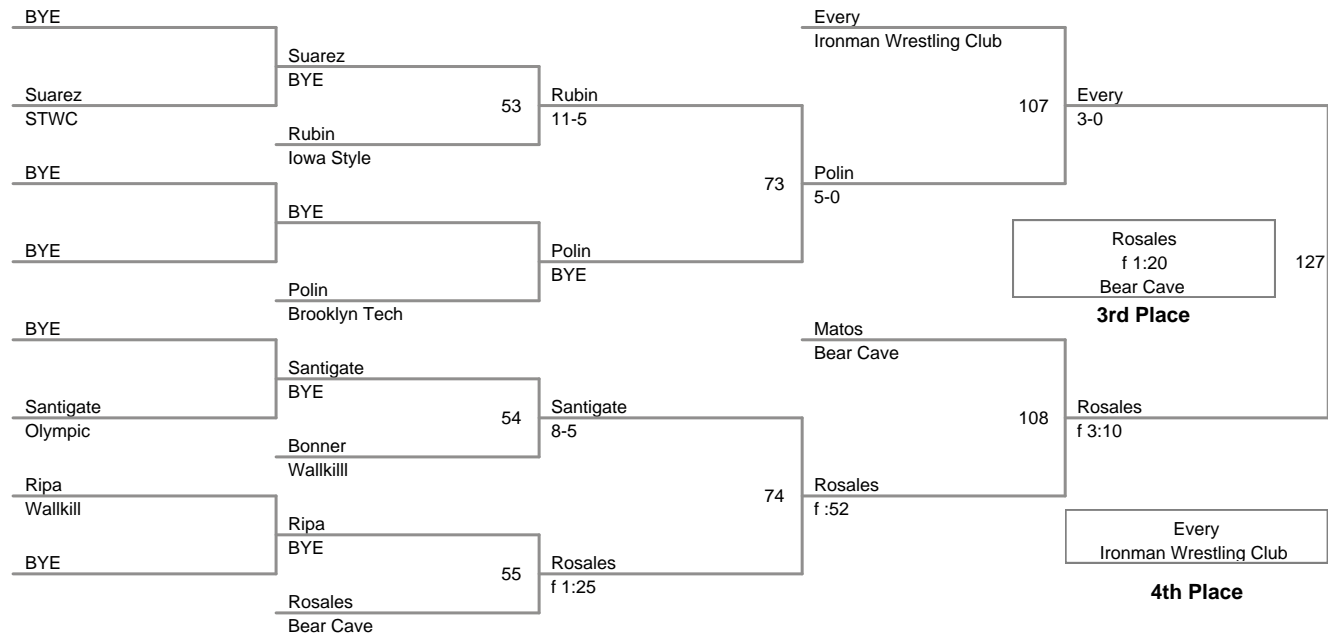 BYE
Suarez
STWC
BYE
BYE
BYE
Santigate
Olympic
Ripa
Wallkill
BYE
Suarez
BYE
53
Rubin
Iowa Style
BYE
Polin
Brooklyn Tech
Santigate
BYE
54
Bonner
Wallkilll
Ripa
BYE
55
Rosales
Bear Cave
Rubin
11-5
73
Polin
BYE
Santigate
8-5
74
Rosales
f 1:25
Every
Ironman Wrestling Club
107
Polin
5-0
Matos
Bear Cave
108
Rosales
f :52
Every
3-0
Rosales
f 1:20
Bear Cave
127
3rd Place
Rosales
f 3:10
Every
Ironman Wrestling Club
4th Place